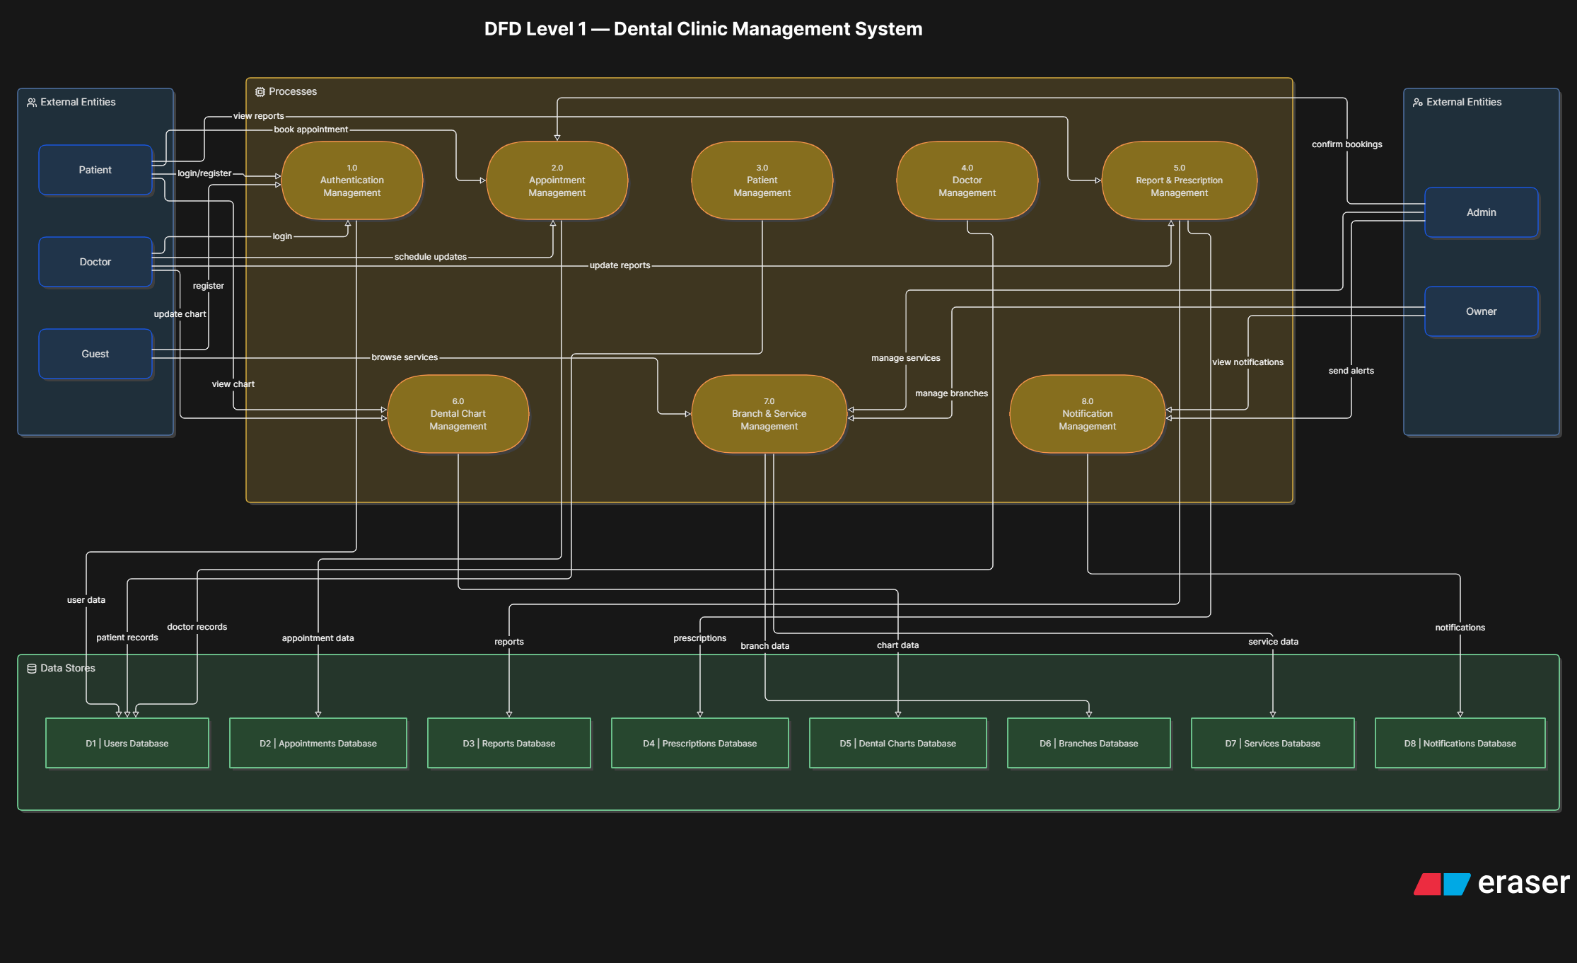 DFD Level 1 — Dental Clinic Management System
Processes
External Entities
External Entities
view reports
book appointment
confirm bookings
Patient
login/register
1.0
Authentication
Management
2.0
Appointment
Management
3.0
Patient
Management
4.0
Doctor
Management
5.0
Report & Prescription
Management
Admin
login
schedule updates
update reports
Doctor
register
update chart
Owner
Guest
browse services
manage services
view notifications
send alerts
view chart
manage branches
6.0
Dental Chart
Management
7.0
Branch & Service
Management
8.0
Notification
Management
user data
patient records
doctor records
appointment data
reports
prescriptions
branch data
chart data
service data
notifications
Data Stores
D1 | Users Database
D2 | Appointments Database
D3 | Reports Database
D4 | Prescriptions Database
D5 | Dental Charts Database
D6 | Branches Database
D7 | Services Database
D8 | Notifications Database
eraser